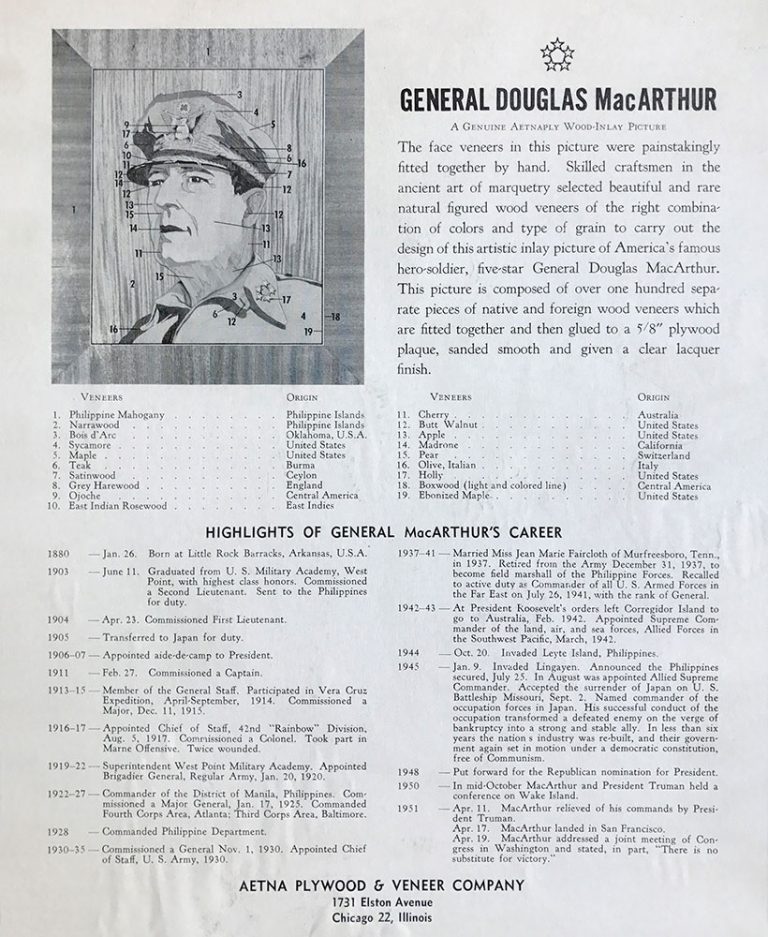 GENERAL DOUGLAS MacARTHUR
A Genuine Aetnaply Wood-Inlay Picture
The face veneers in this picture were painstakingly
fitted together by hand. Skilled craftsmen in the
ancient art of marquetry selected beautiful and rare
natural figured wood veneers of the right combina-
tion of colors and type of grain to carry out the
design of this artistic inlay picture of America's famous
hero-soldier, five-star General Douglas MacArthur.
This picture is composed of over one hundred sepa-
rate pieces of native and foreign wood veneers which
are fitted together and then glued to a 5/8" plywood
plaque, sanded smooth and given a clear lacquer
finish.
Veneers Origin
1. Philippine Mahogany . . . . . . . Philippine Islands
2. Narrawood . . . . . . . Philippine Islands
3. Bois d'Arc . . . . . . . Oklahoma, U.S.A.
4. Sycamore . . . . . . . United States
5. Maple . . . . . . . United States
6. Teak . . . . . . . Burma
7. Satinwood . . . . . . . Ceylon
8. Grey Harewood . . . . . . . England
9. Ojoche . . . . . . . Central America
10. East Indian Rosewood . . . . . . . East Indies
Veneers Origin
11. Cherry . . . . . . . Australia
12. Butt Walnut . . . . . . . United States
13. Apple . . . . . . . United States
14. Madrone . . . . . . . California
15. Pear . . . . . . . Switzerland
16. Olive, Italian . . . . . . . Italy
17. Holly . . . . . . . United States
18. Boxwood (light and colored line) . . . . . . . Central America
19. Ebonized Maple . . . . . . . United States
HIGHLIGHTS OF GENERAL MacARTHUR'S CAREER
1880 — Jan. 26. Born at Little Rock Barracks, Arkansas, U.S.A.
1903 — June 11. Graduated from U. S. Military Academy, West
Point, with highest class honors. Commissioned
a Second Lieutenant. Sent to the Philippines
for duty.
1904 — Apr. 23. Commissioned First Lieutenant.
1905 — Transferred to Japan for duty.
1906–07 — Appointed aide-de-camp to President.
1911 — Feb. 27. Commissioned a Captain.
1913–15 — Member of the General Staff. Participated in Vera Cruz
Expedition, April-September, 1914. Commissioned a
Major, Dec. 11, 1915.
1916–17 — Appointed Chief of Staff, 42nd "Rainbow" Division,
Aug. 5, 1917. Commissioned a Colonel. Took part in
Marne Offensive. Twice wounded.
1919–22 — Superintendent West Point Military Academy. Appointed
Brigadier General, Regular Army, Jan. 20, 1920.
1922–27 — Commander of the District of Manila, Philippines. Com-
missioned a Major General, Jan. 17, 1925. Commanded
Fourth Corps Area, Atlanta; Third Corps Area, Baltimore.
1928 — Commanded Philippine Department.
1930–35 — Commissioned a General Nov. 1, 1930. Appointed Chief
of Staff, U. S. Army, 1930.
1937–41 — Married Miss Jean Marie Faircloth of Murfreesboro, Tenn.,
in 1937. Retired from the Army December 31, 1937, to
become field marshall of the Philippine Forces. Recalled
to active duty as Commander of all U. S. Armed Forces in
the Far East on July 26, 1941, with the rank of General.
1942–43 — At President Roosevelt's orders left Corregidor Island to
go to Australia, Feb. 1942. Appointed Supreme Com-
mander of the land, air, and sea forces, Allied Forces in
the Southwest Pacific, March, 1942.
1944 — Oct. 20. Invaded Leyte Island, Philippines.
1945 — Jan. 9. Invaded Lingayen. Announced the Philippines
secured, July 25. In August was appointed Allied Supreme
Commander. Accepted the surrender of Japan on U. S.
Battleship Missouri, Sept. 2. Named commander of the
occupation forces in Japan. His successful conduct of the
occupation transformed a defeated enemy on the verge of
bankruptcy into a strong and stable ally. In less than six
years the nation s industry was re-built, and their govern-
ment again set in motion under a democratic constitution,
free of Communism.
1948 — Put forward for the Republican nomination for President.
1950 — In mid-October MacArthur and President Truman held a
conference on Wake Island.
1951 — Apr. 11. MacArthur relieved of his commands by Presi-
dent Truman.
Apr. 17. MacArthur landed in San Francisco.
Apr. 19. MacArthur addressed a joint meeting of Con-
gress in Washington and stated, in part, "There is no
substitute for victory."
AETNA PLYWOOD & VENEER COMPANY
1731 Elston Avenue
Chicago 22, Illinois